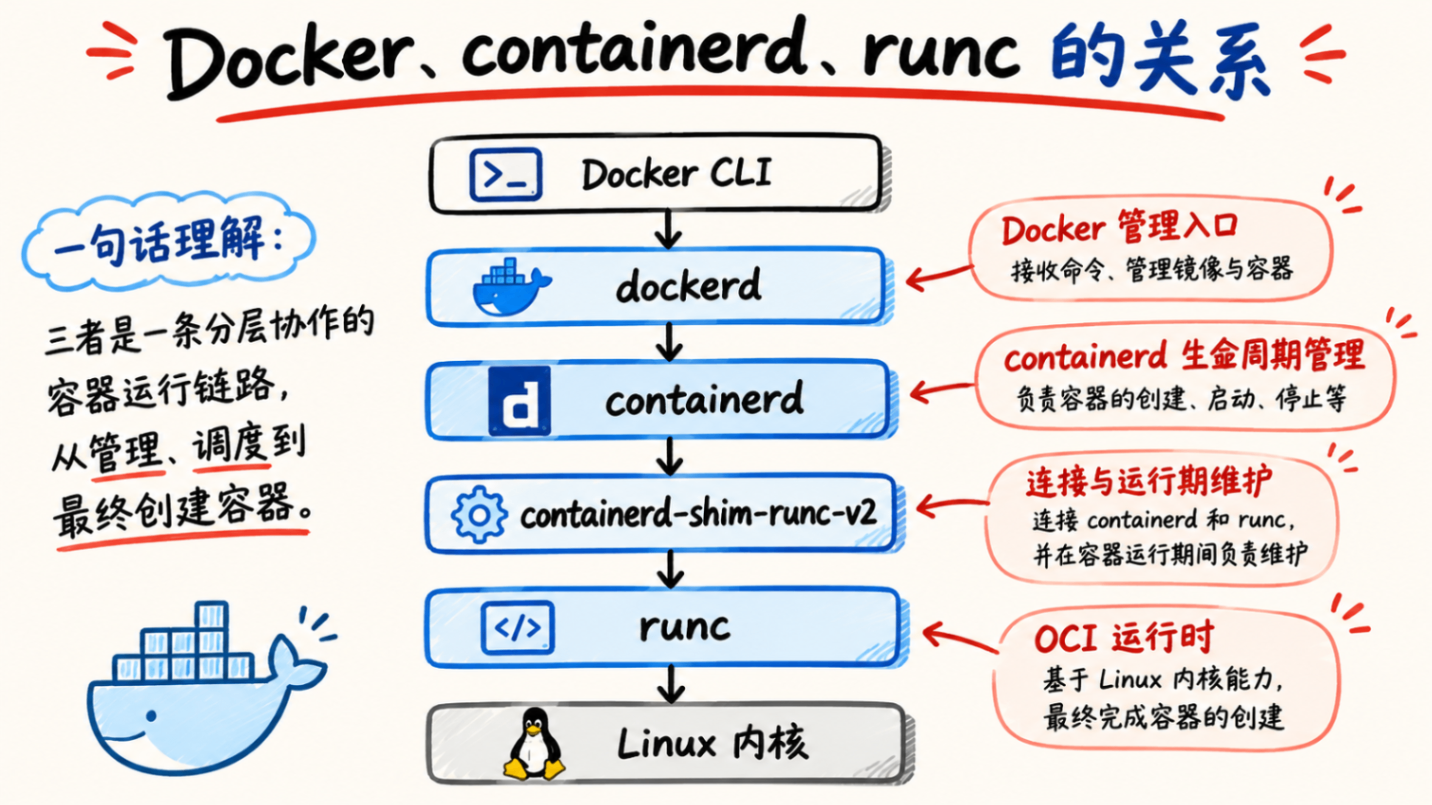 Docker、containerd、runc 的关系
一句话理解：
三者是一条分层协作的
容器运行链路，
从管理、调度到
最终创建容器。
Docker CLI
dockerd
containerd
containerd-shim-runc-v2
runc
Linux 内核
Docker 管理入口
接收命令、管理镜像与容器
containerd 生命周期管理
负责容器的创建、启动、停止等
连接与运行期维护
连接 containerd 和 runc，
并在容器运行期间负责维护
OCI 运行时
基于 Linux 内核能力，
最终完成容器的创建